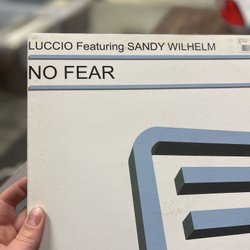 LUCCIO Featuring SANDY WILHELM
NO FEAR